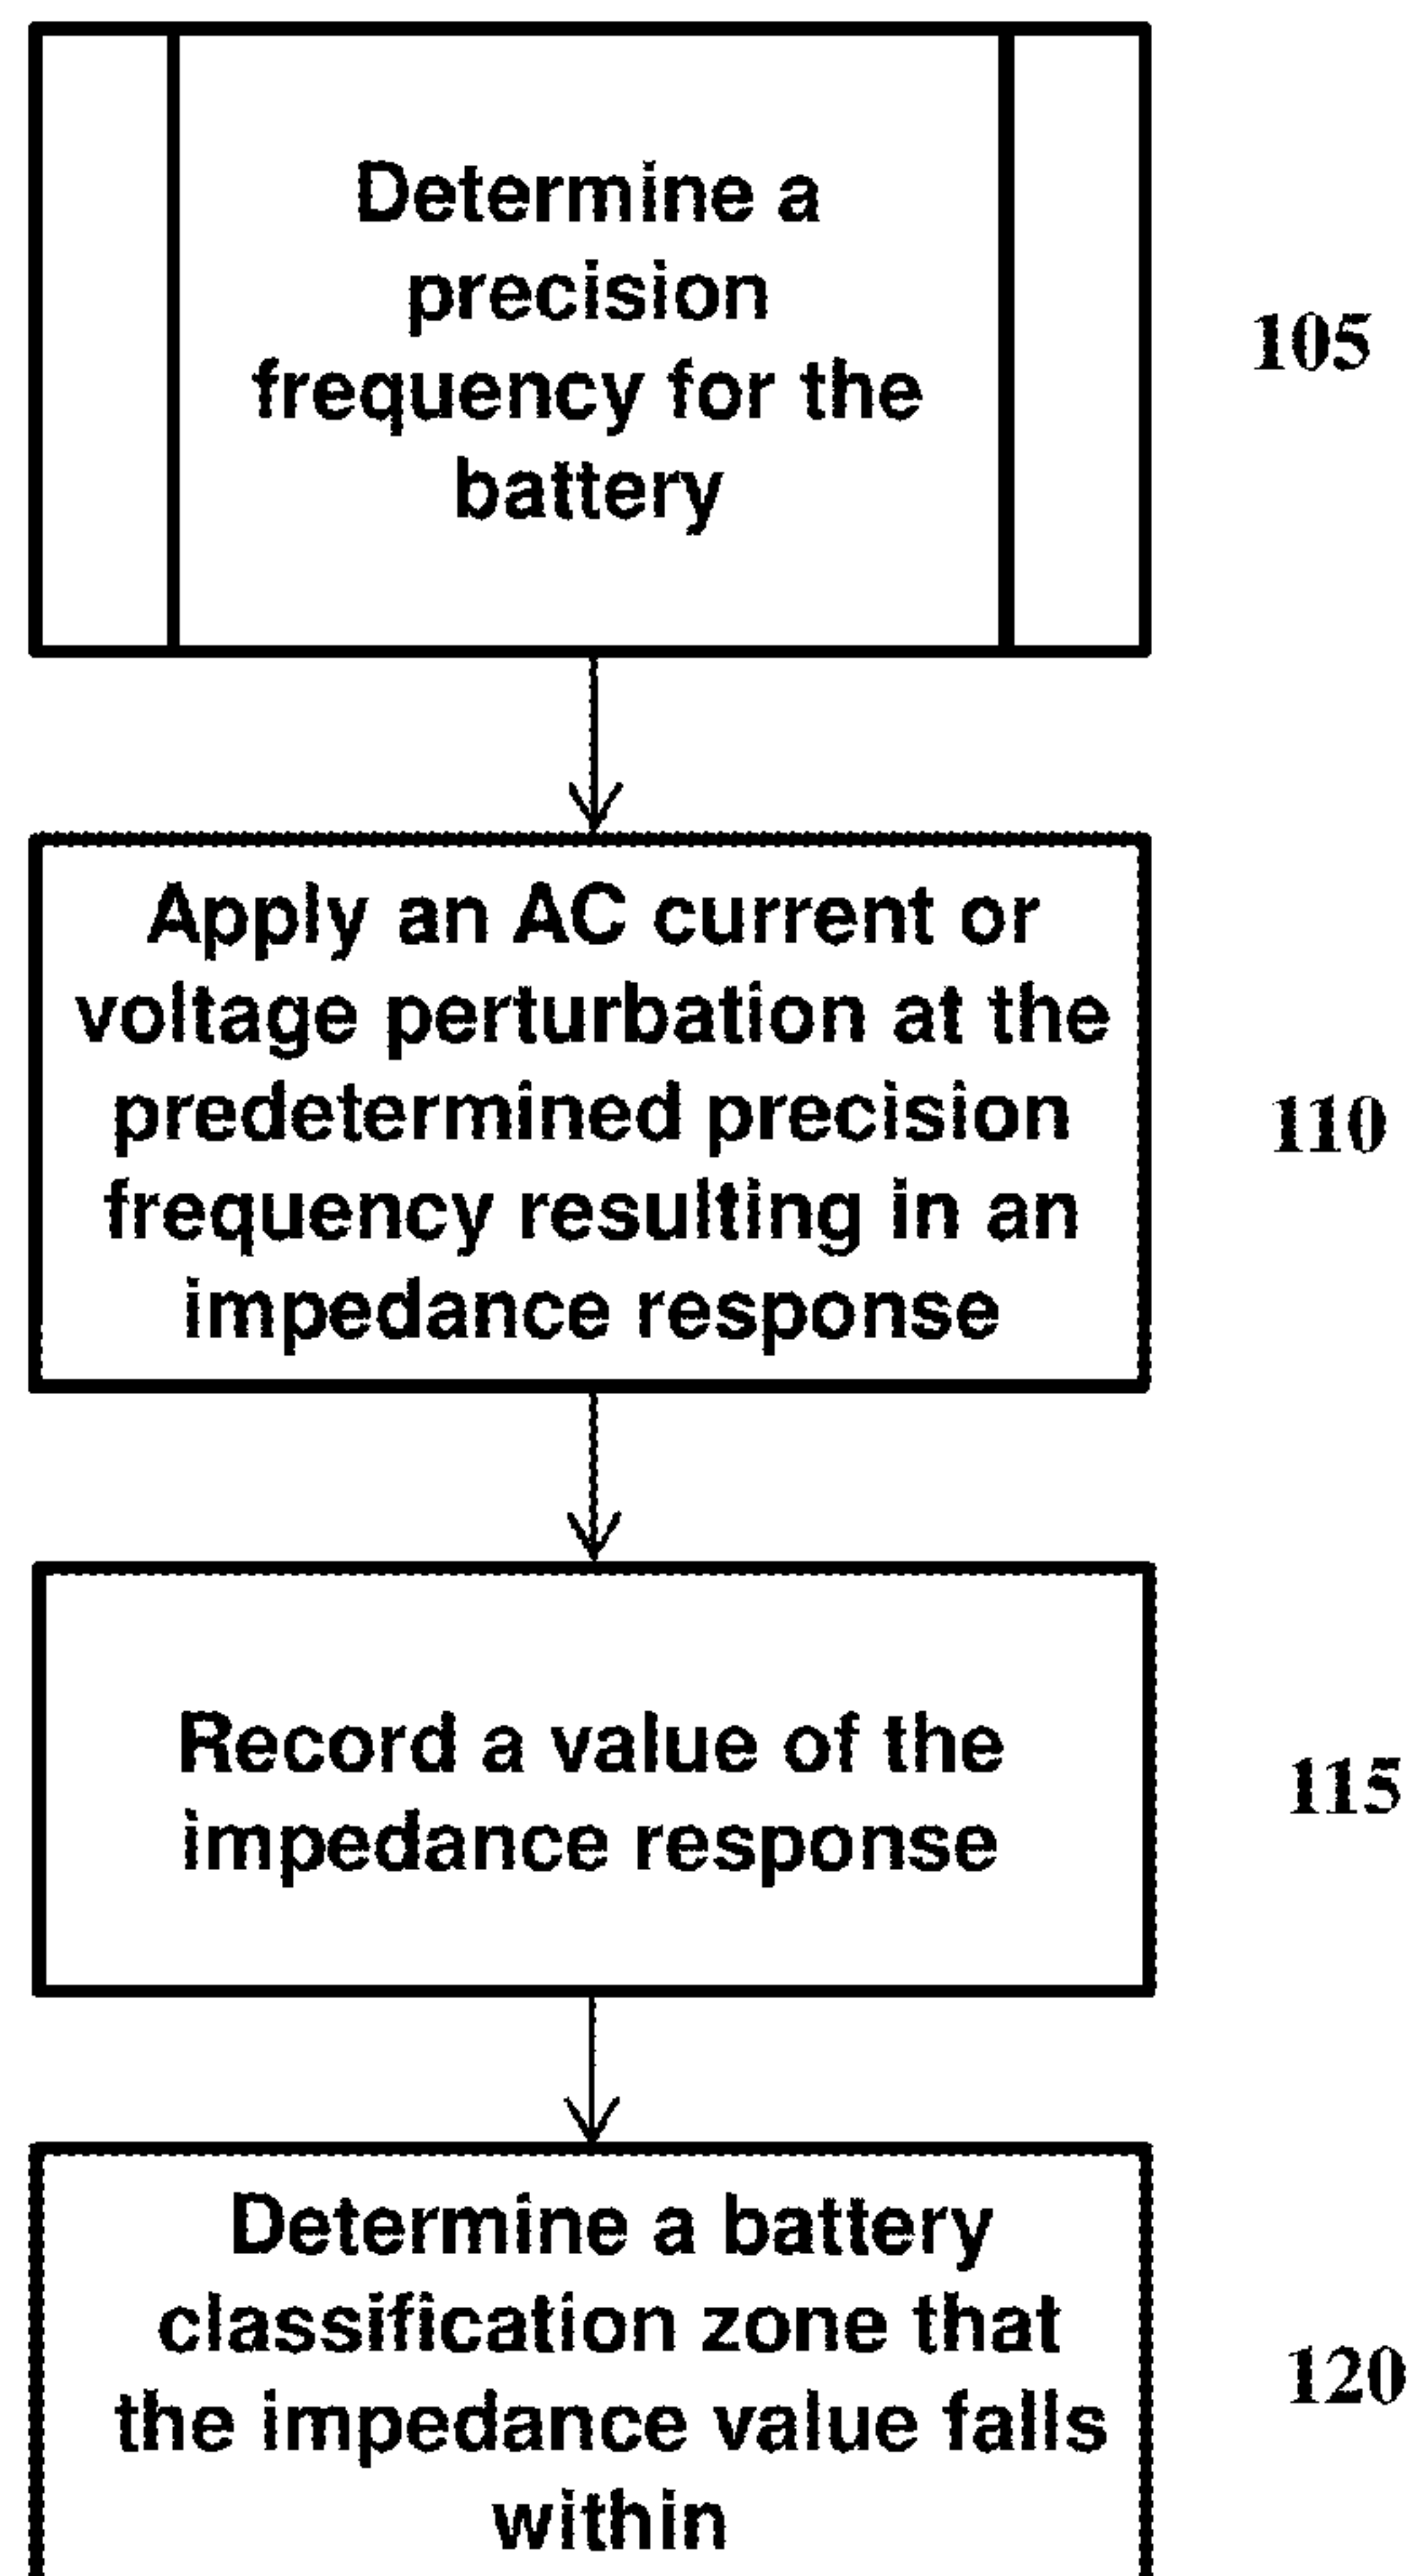 Determine a
precision
frequency for the
battery
105
Apply an AC current or
voltage perturbation at the
predetermined precision
frequency resulting in an
impedance response
110
Record a value of the
impedance response
115
Determine a battery
classification zone that
the impedance value falls
within
120